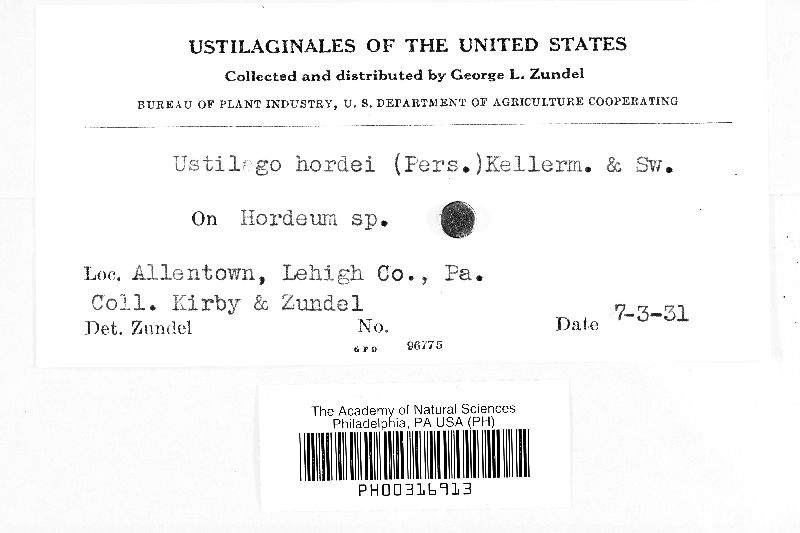 USTILAGINALES OF THE UNITED STATES
Collected and distributed by George L. Zundel
BUREAU OF PLANT INDUSTRY, U. S. DEPARTMENT OF AGRICULTURE COOPERATING
Ustilago hordei (Pers.)Kellerm. & Sw.
On Hordeum sp.
Loc. Allentown, Lehigh Co., Pa.
Coll. Kirby & Zundel
Det. Zundel No. Date 7-3-31
GPO 96775
The Academy of Natural Sciences
Philadelphia, PA USA (PH)
PH00316913